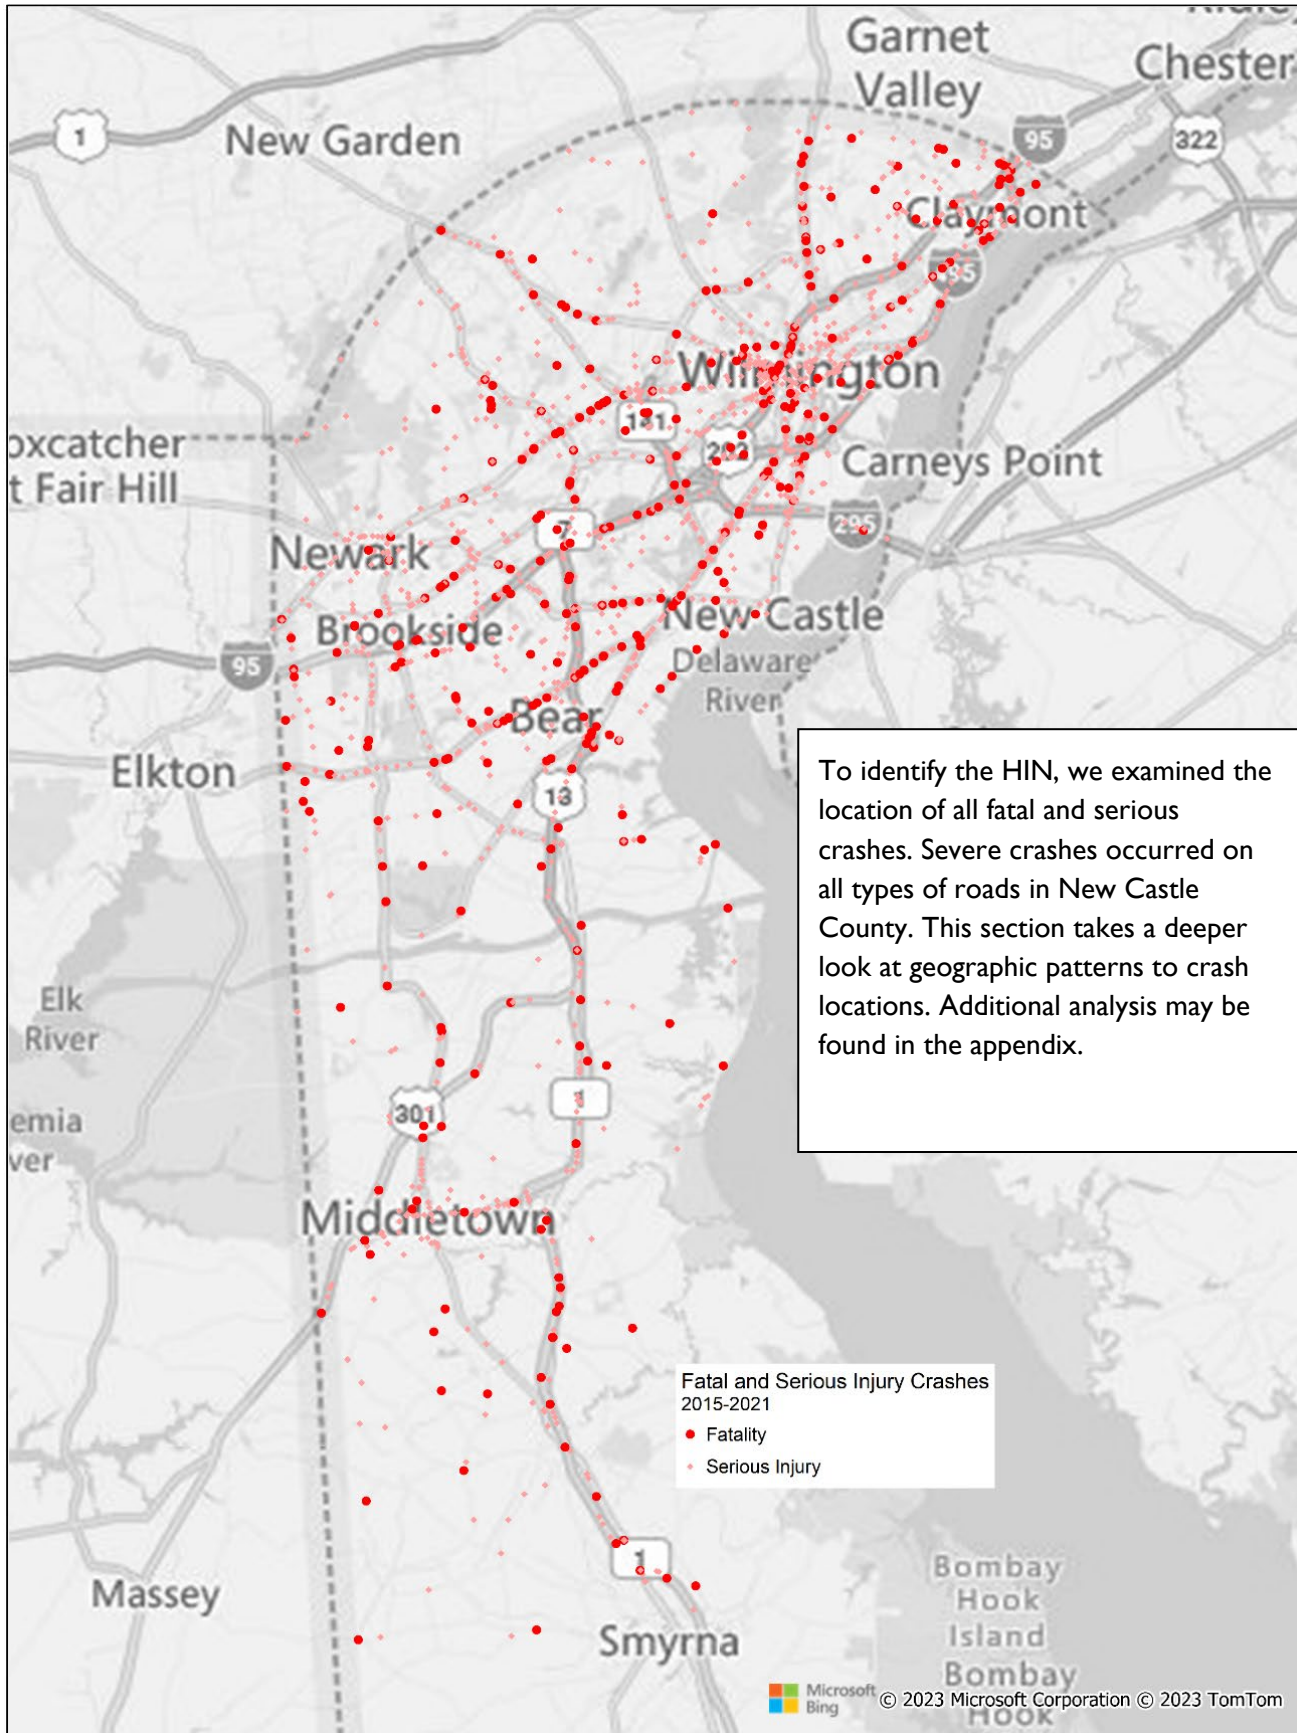 Garnet
Valley
Chester
1
New Garden
95
322
Claymont
Wilmington
141
202
oxcatcher
t Fair Hill
Carneys Point
295
7
Newark
New Castle
Brookside
95
Delaware
River
Bear
Elkton
13
To identify the HIN, we examined the
location of all fatal and serious
crashes. Severe crashes occurred on
all types of roads in New Castle
County. This section takes a deeper
look at geographic patterns to crash
locations. Additional analysis may be
found in the appendix.
Elk
River
301
1
emia
ver
Middletown
Fatal and Serious Injury Crashes
2015-2021
Fatality
Serious Injury
1
Massey
Smyrna
Bombay
Hook
Island
Bombay
Hook
Microsoft
Bing
© 2023 Microsoft Corporation © 2023 TomTom